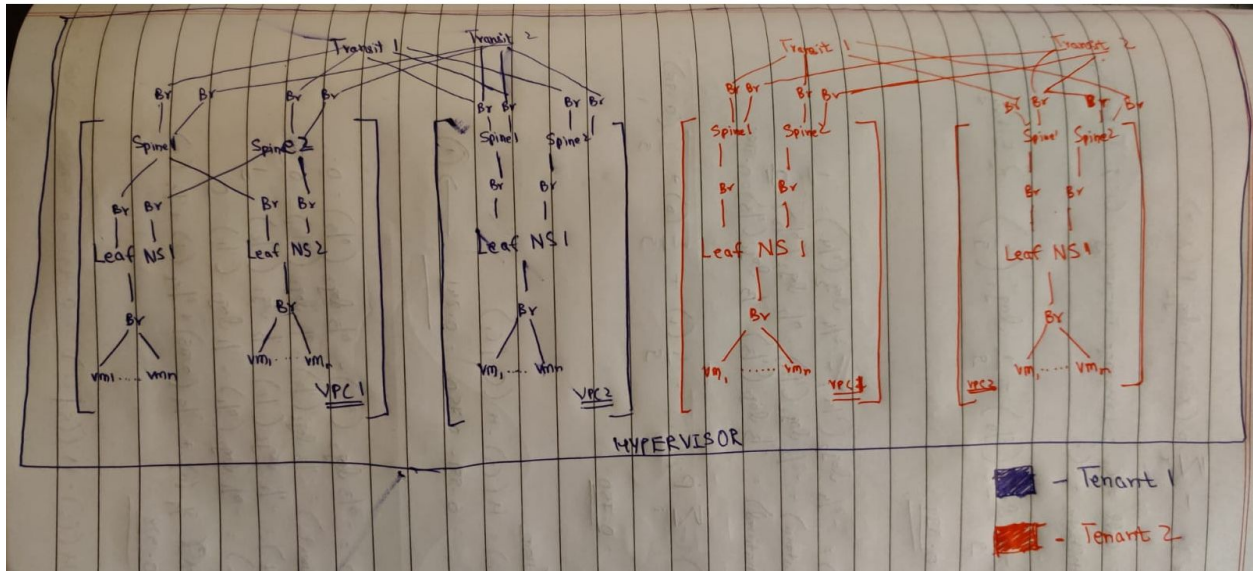 Transit 1 Transit 2 Transit 1 Transit 2
Br Br Br Br Br Br Br Br Br Br Br Br Br Br Br Br
Spine1 Spine2 Spine1 Spine2 Spine1 Spine2 Spine1 Spine2
Br Br Br Br Br Br Br Br Br Br
Leaf NS1 Leaf NS2 Leaf NS1 Leaf NS1 Leaf NS1
Br Br Br Br Br
vm1 ..... vmn vm1 ..... vmn vm1 ..... vmn vm1 ...... vmn vm1 ...... vmn
VPC1 VPC2 VPC1 VPC2
HYPERVISOR
- Tenant 1
- Tenant 2